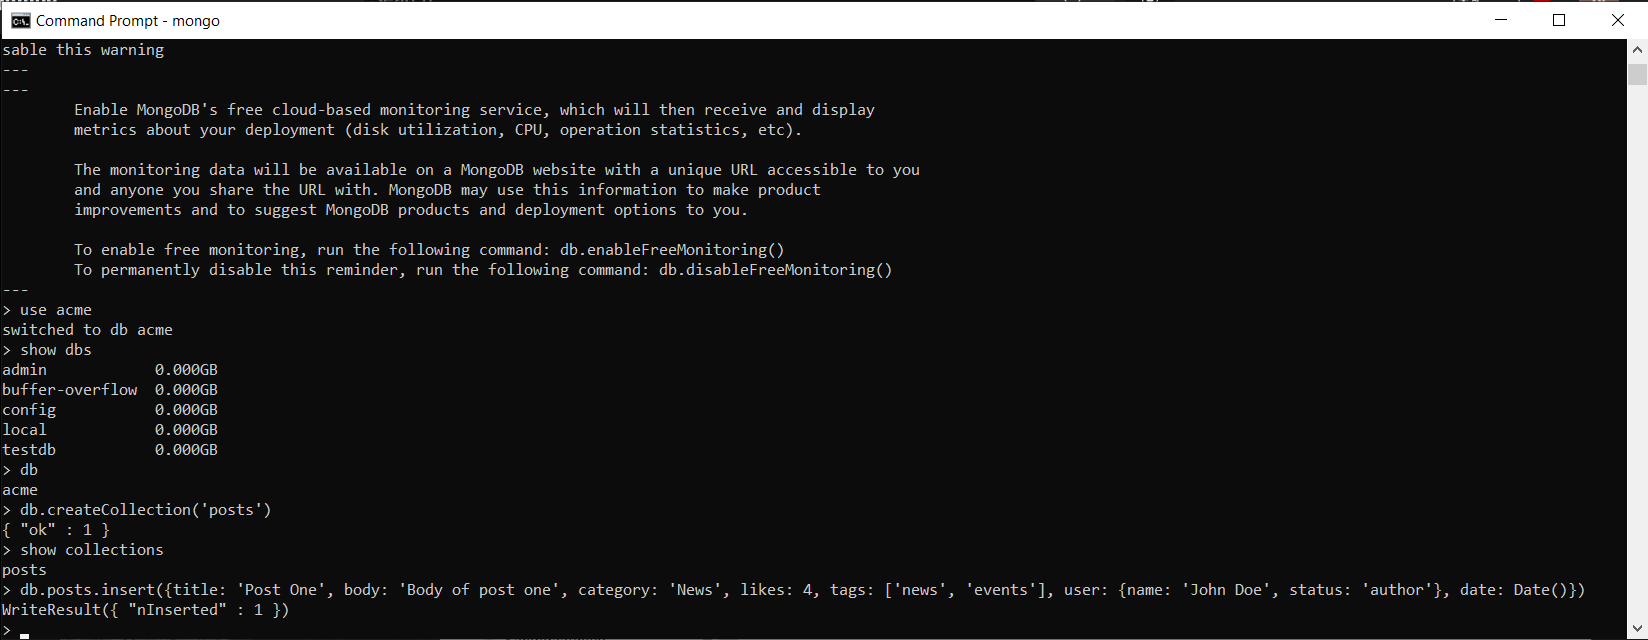 Command Prompt - mongo
sable this warning
---
---
Enable MongoDB's free cloud-based monitoring service, which will then receive and display
metrics about your deployment (disk utilization, CPU, operation statistics, etc).
The monitoring data will be available on a MongoDB website with a unique URL accessible to you
and anyone you share the URL with. MongoDB may use this information to make product
improvements and to suggest MongoDB products and deployment options to you.
To enable free monitoring, run the following command: db.enableFreeMonitoring()
To permanently disable this reminder, run the following command: db.disableFreeMonitoring()
---
> use acme
switched to db acme
> show dbs
admin            0.000GB
buffer-overflow  0.000GB
config           0.000GB
local            0.000GB
testdb           0.000GB
> db
acme
> db.createCollection('posts')
{ "ok" : 1 }
> show collections
posts
> db.posts.insert({title: 'Post One', body: 'Body of post one', category: 'News', likes: 4, tags: ['news', 'events'], user: {name: 'John Doe', status: 'author'}, date: Date()})
WriteResult({ "nInserted" : 1 })
>